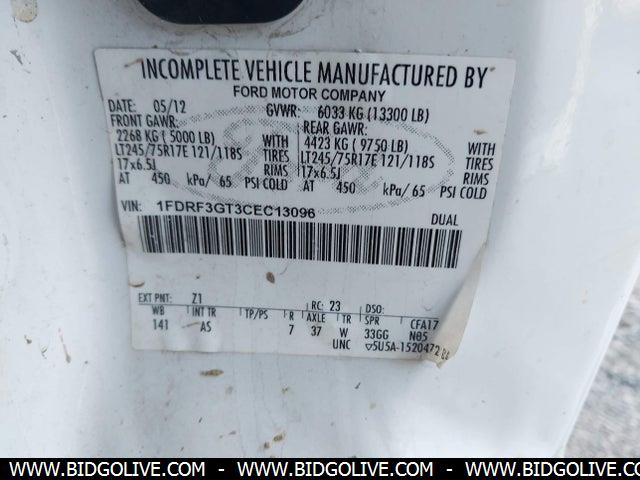 INCOMPLETE VEHICLE MANUFACTURED BY
FORD MOTOR COMPANY
DATE: 05/12 GVWR: 6033 KG (13300 LB)
FRONT GAWR: REAR GAWR:
2268 KG ( 5000 LB) WITH 4423 KG ( 9750 LB) WITH
LT245/75R17E 121/118S TIRES LT245/75R17E 121/118S TIRES
17x6.5J RIMS 17x6.5J RIMS
AT 450 kPa/ 65 PSI COLD AT 450 kPa/ 65 PSI COLD
VIN: 1FDRF3GT3CEC13096 DUAL
EXT PNT: Z1 RC: 23 DSO:
WB INT TR TP/PS R AXLE TR SPR CFA17
141 AS 7 37 W 33GG N05
UNC ▽5U5A-1520472
WWW.BIDGOLIVE.COM - WWW.BIDGOLIVE.COM - WWW.BIDGOLIVE.COM